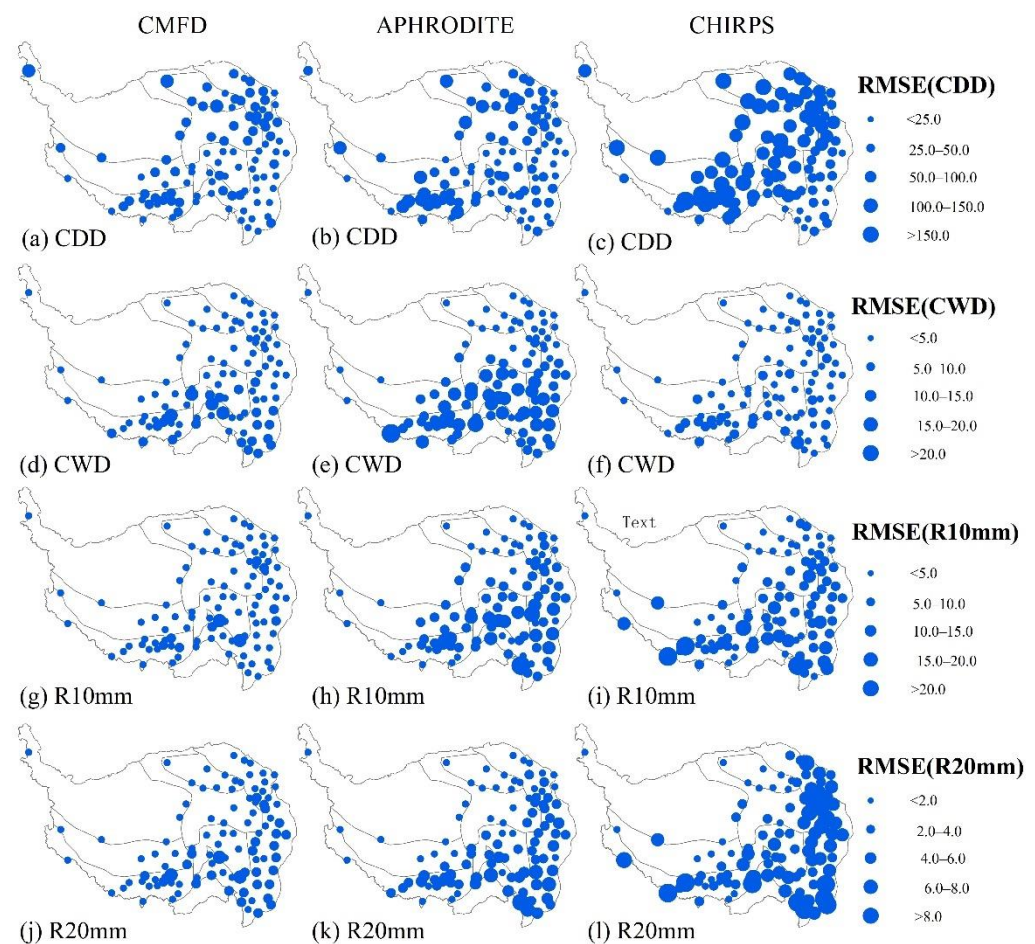 CMFD APHRODITE CHIRPS
RMSE(CDD)
<25.0
25.0–50.0
50.0–100.0
100.0–150.0
>150.0
(a) CDD (b) CDD (c) CDD
RMSE(CWD)
<5.0
5.0 10.0
10.0–15.0
15.0–20.0
>20.0
(d) CWD (e) CWD (f) CWD
Text
RMSE(R10mm)
<5.0
5.0 10.0
10.0–15.0
15.0–20.0
>20.0
(g) R10mm (h) R10mm (i) R10mm
RMSE(R20mm)
<2.0
2.0–4.0
4.0–6.0
6.0–8.0
>8.0
(j) R20mm (k) R20mm (l) R20mm